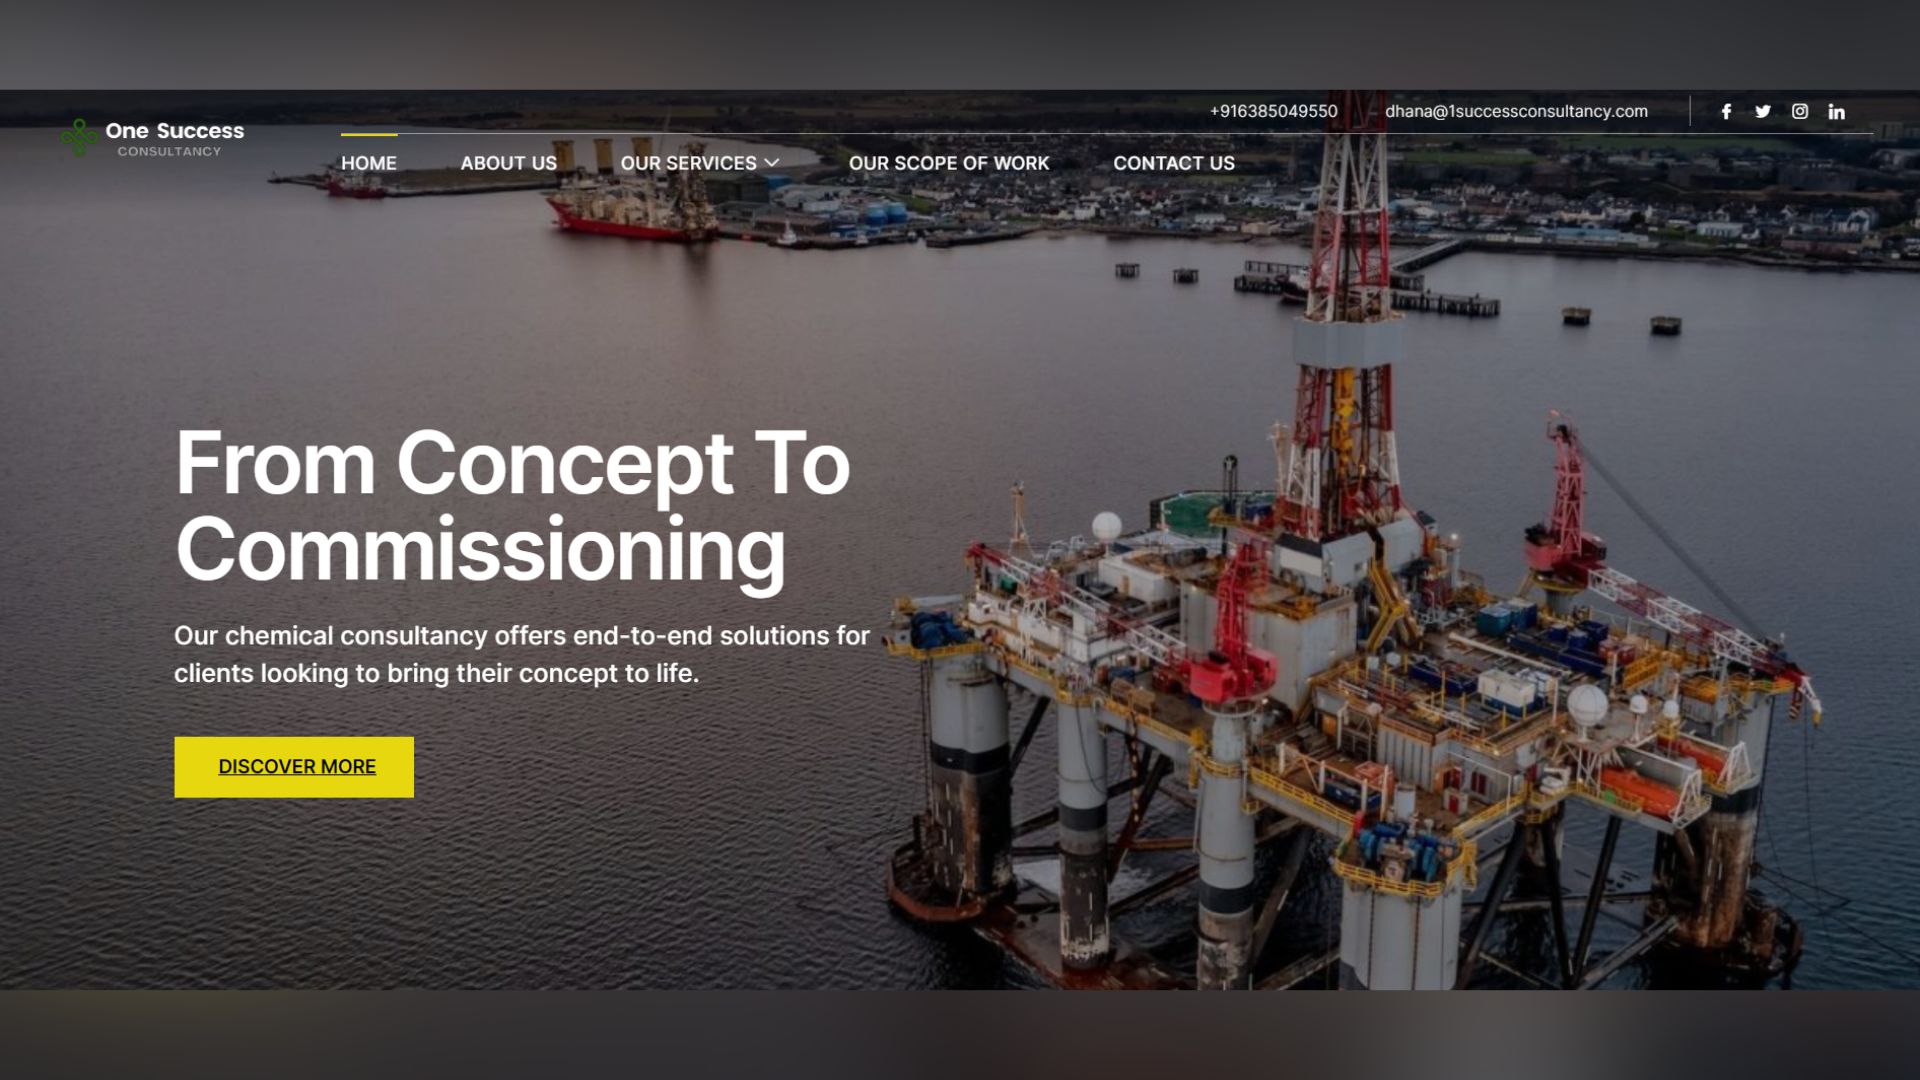 +916385049550 dhana@1successconsultancy.com
One Success
CONSULTANCY
HOME ABOUT US OUR SERVICES OUR SCOPE OF WORK CONTACT US
From Concept To
Commissioning
Our chemical consultancy offers end-to-end solutions for
clients looking to bring their concept to life.
DISCOVER MORE